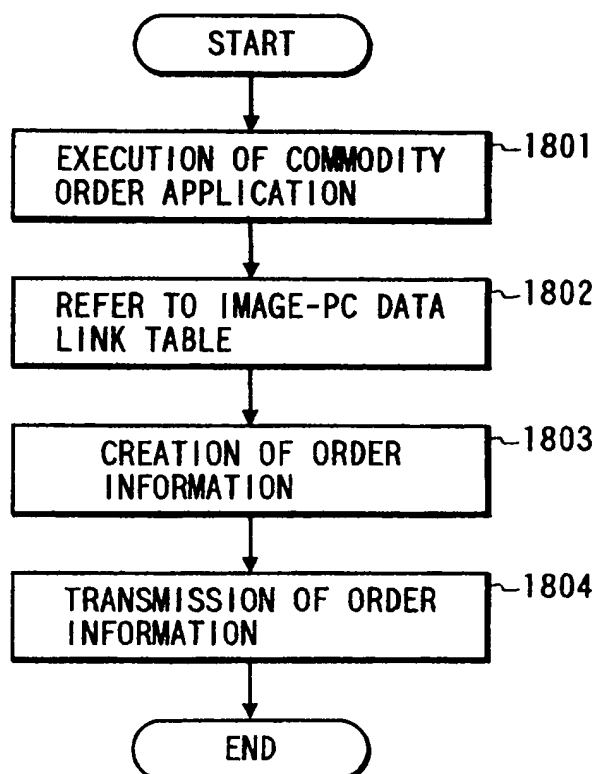 START
EXECUTION OF COMMODITY
ORDER APPLICATION
1801
REFER TO IMAGE-PC DATA
LINK TABLE
1802
CREATION OF ORDER
INFORMATION
1803
TRANSMISSION OF ORDER
INFORMATION
1804
END